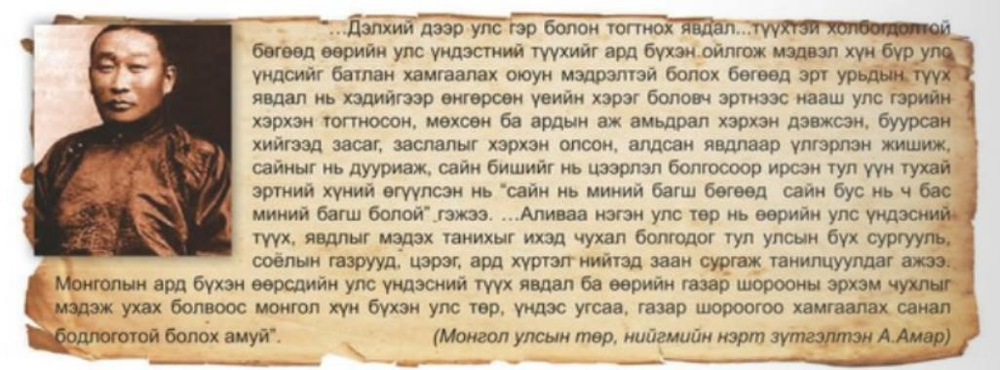 …Дэлхий дээр улс гэр болон тогтнох явдал...түүхтэй холбогдолтой
бөгөөд өөрийн улс үндэстний түүхийг ард бүхэн ойлгож мэдвэл хүн бүр улс
үндсийг батлан хамгаалах оюун мэдрэлтэй болох бөгөөд эрт урьдын түүх
явдал нь хэдийгээр өнгөрсөн үеийн хэрэг боловч эртнээс нааш улс гэрийн
хэрхэн тогтносон, мөхсөн ба ардын аж амьдрал хэрхэн дэвжсэн, буурсан
хийгээд засаг, заслалыг хэрхэн олсон, алдсан явдлаар үлгэрлэн жишиж,
сайныг нь дууриаж, сайн бишийг нь цээрлэл болгосоор ирсэн тул үүн тухай
эртний хүний өгүүлсэн нь “сайн нь миний багш бөгөөд сайн бус нь ч бас
миний багш болой” гэжээ. …Аливаа нэгэн улс төр нь өөрийн улс үндэсний
түүх, явдлыг мэдэх танихыг ихэд чухал болгодог тул улсын бүх сургууль,
соёлын газрууд, цэрэг, ард хүртэл нийтэд заан сургаж танилцуулдаг ажээ.
Монголын ард бүхэн өөрсдийн улс үндэсний түүх явдал ба өөрийн газар шорооны эрхэм чухлыг
мэдэж ухах болвоос монгол хүн бүхэн улс төр, үндэс угсаа, газар шороогоо хамгаалах санал
бодлоготой болох амуй”. (Монгол улсын төр, нийгмийн нэрт зүтгэлтэн А.Амар)